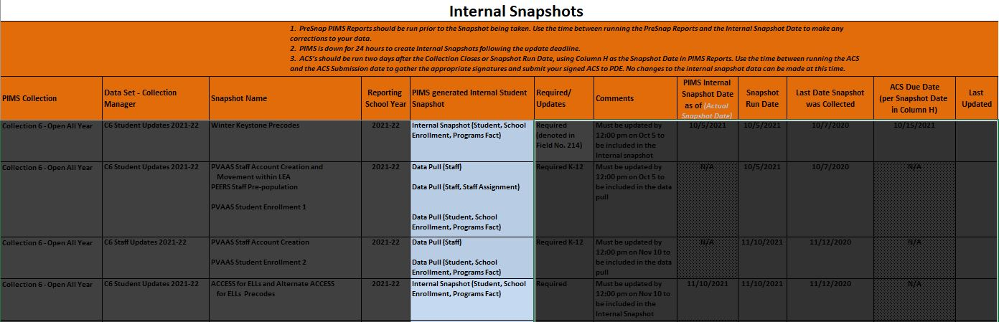 Internal Snapshots
1. PreSnap PIMS Reports should be run prior to the Snapshot being taken. Use the time between running the PreSnap Reports and the Internal Snapshot Date to make any
corrections to your data.
2. PIMS is down for 24 hours to create Internal Snapshots following the update deadline.
3. ACS's should be run two days after the Collection Closes or Snapshot Run Date, using Column H as the Snapshot Date in PIMS Reports. Use the time between running the ACS
and the ACS Submission date to gather the appropriate signatures and submit your signed ACS to PDE. No changes to the internal snapshot data can be made at this time.
PIMS Collection
Data Set - Collection
Manager
Snapshot Name
Reporting
School Year
PIMS generated Internal Student
Snapshot
Required/
Updates
Comments
PIMS Internal
Snapshot Date
as of (Actual
Snapshot Date)
Snapshot
Run Date
Last Date Snapshot
was Collected
ACS Due Date
(per Snapshot Date
in Column H)
Last
Updated
Collection 6 - Open All Year
C6 Student Updates 2021-22
Winter Keystone Precodes
2021-22
Internal Snapshot (Student, School
Enrollment, Programs Fact)
Required
(denoted in
Field No. 214)
Must be updated by
12:00 pm on Oct 5 to
be included in the
Internal snapshot
10/5/2021
10/5/2021
10/7/2020
10/15/2021
Collection 6 - Open All Year
C6 Student Updates 2021-22
PVAAS Staff Account Creation and
Movement within LEA
PEERS Staff Pre-population
PVAAS Student Enrollment 1
2021-22
Data Pull (Staff)
Data Pull (Staff, Staff Assignment)
Data Pull (Student, School
Enrollment, Programs Fact)
Required K-12
Must be updated by
12:00 pm on Oct 5 to
be included in the data
pull
N/A
10/5/2021
10/7/2020
N/A
Collection 6 - Open All Year
C6 Staff Updates 2021-22
PVAAS Staff Account Creation
PVAAS Student Enrollment 2
2021-22
Data Pull (Staff)
Data Pull (Student, School
Enrollment, Programs Fact)
Required K-12
Must be updated by
12:00 pm on Nov 10 to
be included in the data
pull
N/A
11/10/2021
11/12/2020
N/A
Collection 6 - Open All Year
C6 Student Updates 2021-22
ACCESS for ELLs and Alternate ACCESS
for ELLs Precodes
2021-22
Internal Snapshot (Student, School
Enrollment, Programs Fact)
Required
Must be updated by
12:00 pm on Nov 10 to
be included in the
Internal Snapshot
11/10/2021
11/10/2021
11/12/2020
N/A